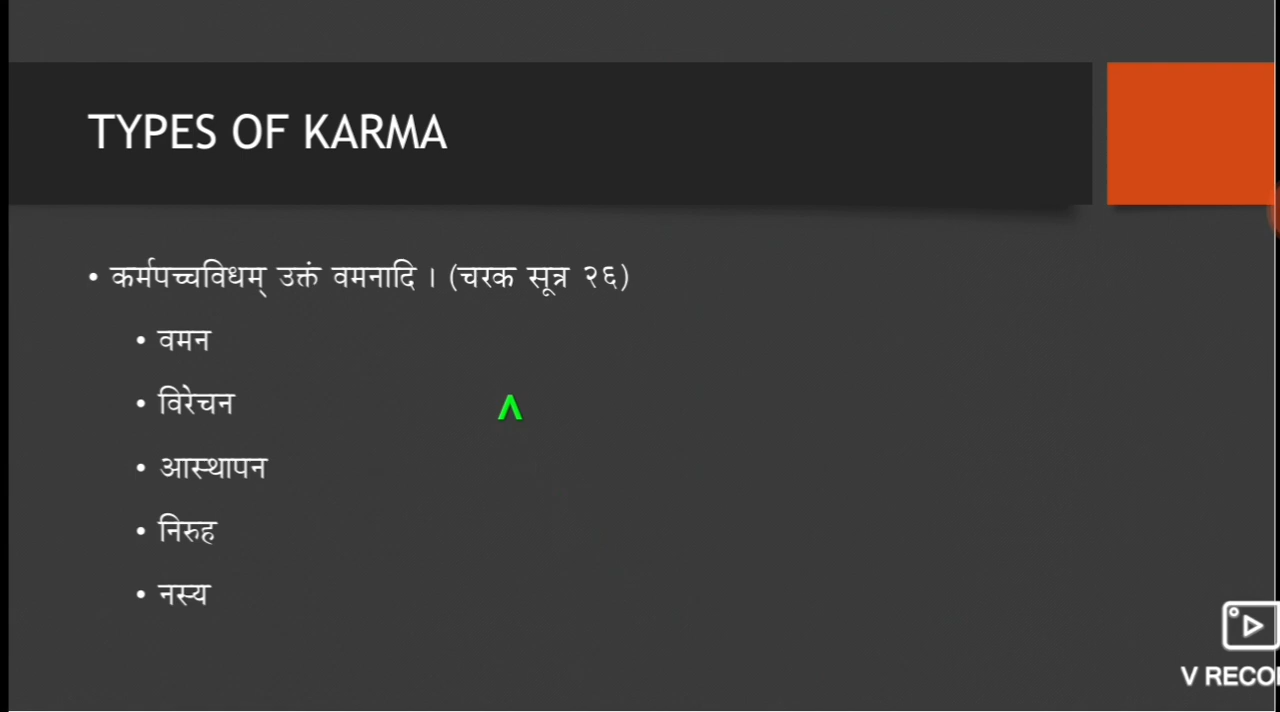 TYPES OF KARMA
• कर्मपच्चविधम् उक्तं वमनादि । (चरक सूत्र २६)
• वमन
• विरेचन
• आस्थापन
• निरुह
• नस्य
V RECO